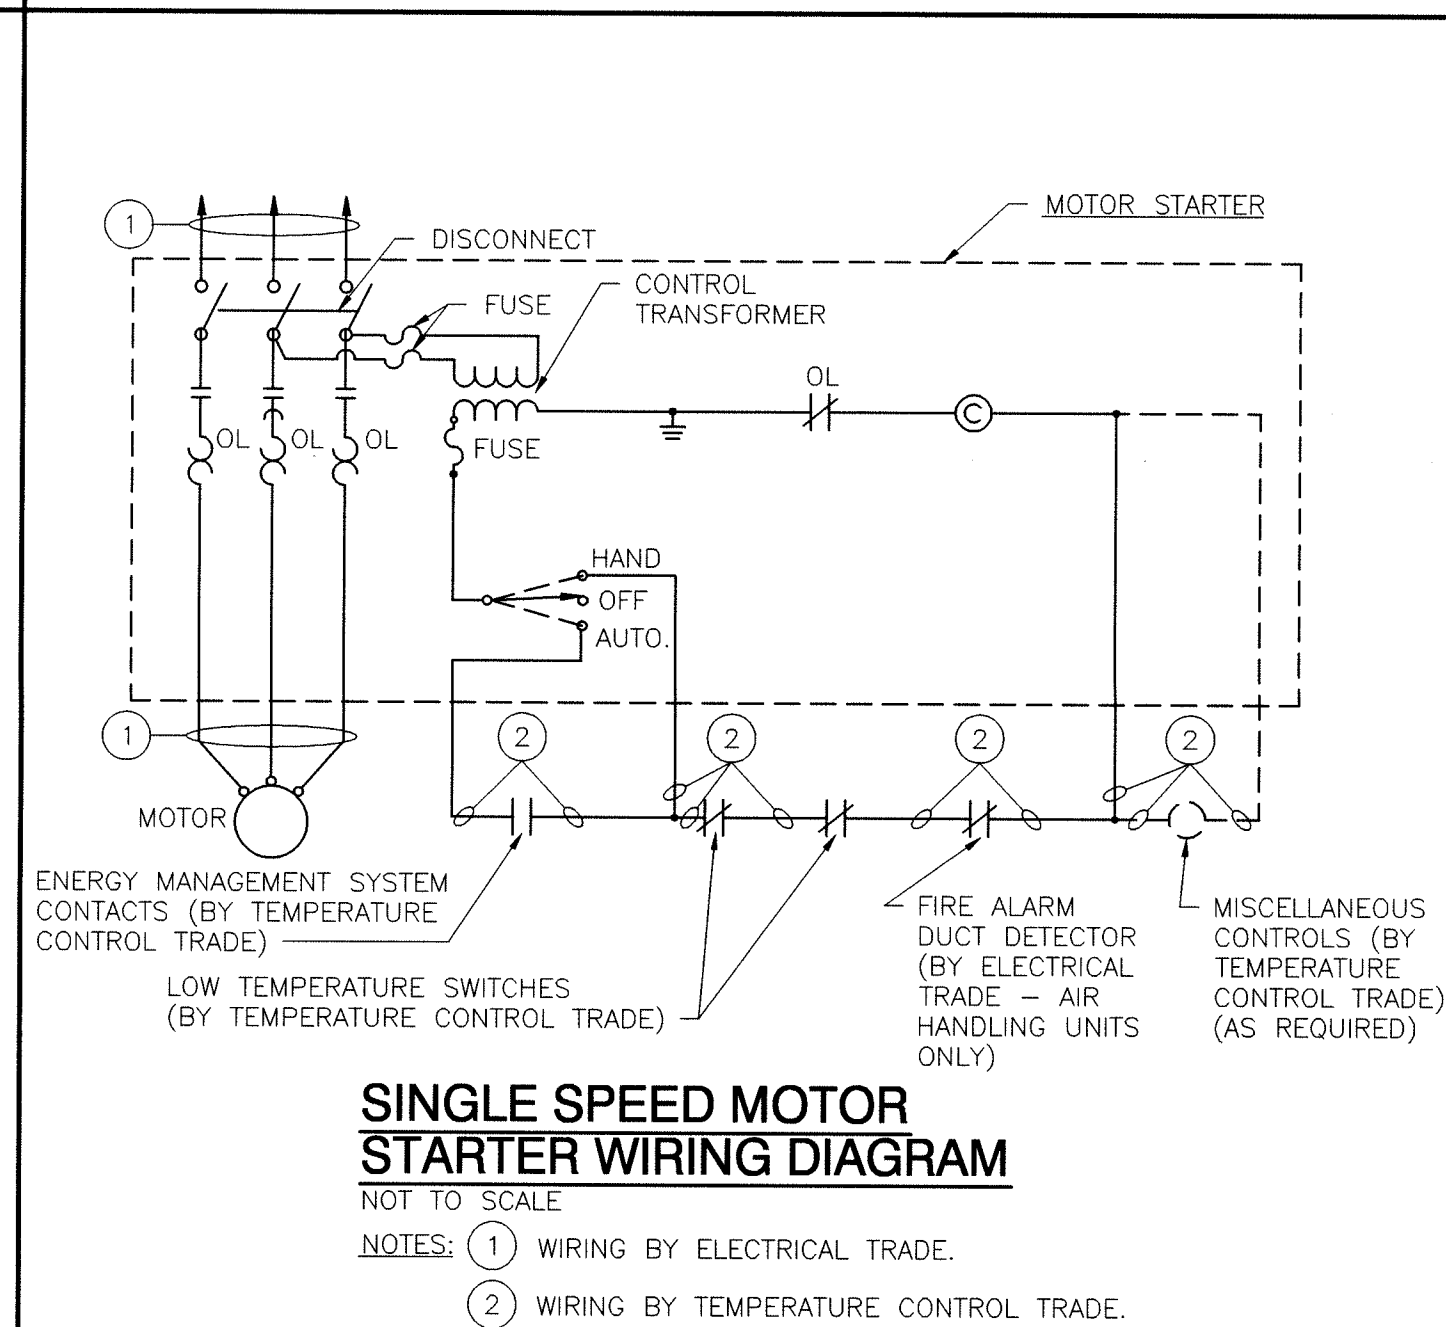 MOTOR STARTER
1
DISCONNECT
CONTROL
TRANSFORMER
FUSE
OL
C
OL
OL
OL
FUSE
HAND
OFF
AUTO.
1
2
2
2
2
MOTOR
ENERGY MANAGEMENT SYSTEM
CONTACTS (BY TEMPERATURE
CONTROL TRADE)
LOW TEMPERATURE SWITCHES
(BY TEMPERATURE CONTROL TRADE)
FIRE ALARM
DUCT DETECTOR
(BY ELECTRICAL
TRADE – AIR
HANDLING UNITS
ONLY)
MISCELLANEOUS
CONTROLS (BY
TEMPERATURE
CONTROL TRADE)
(AS REQUIRED)
SINGLE SPEED MOTOR
STARTER WIRING DIAGRAM
NOT TO SCALE
NOTES: 1 WIRING BY ELECTRICAL TRADE.
2 WIRING BY TEMPERATURE CONTROL TRADE.